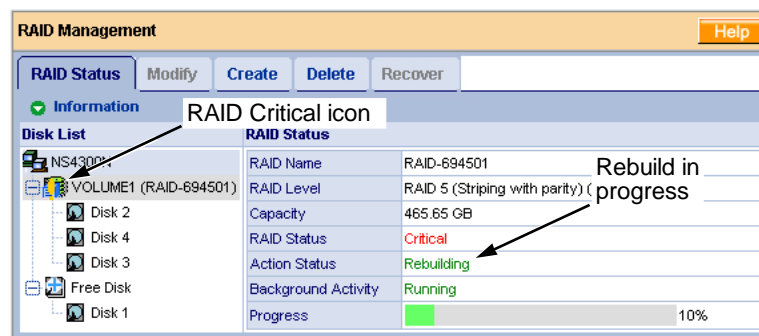 RAID Management
Help
RAID Status Modify Create Delete Recover
Information
RAID Critical icon
Disk List
RAID Status
NS4300N
VOLUME1 (RAID-694501)
Disk 2
Disk 4
Disk 3
Free Disk
Disk 1
RAID Name RAID-694501
RAID Level RAID 5 (Striping with parity) (
Capacity 465.65 GB
RAID Status Critical
Action Status Rebuilding
Background Activity Running
Progress 10%
Rebuild in
progress